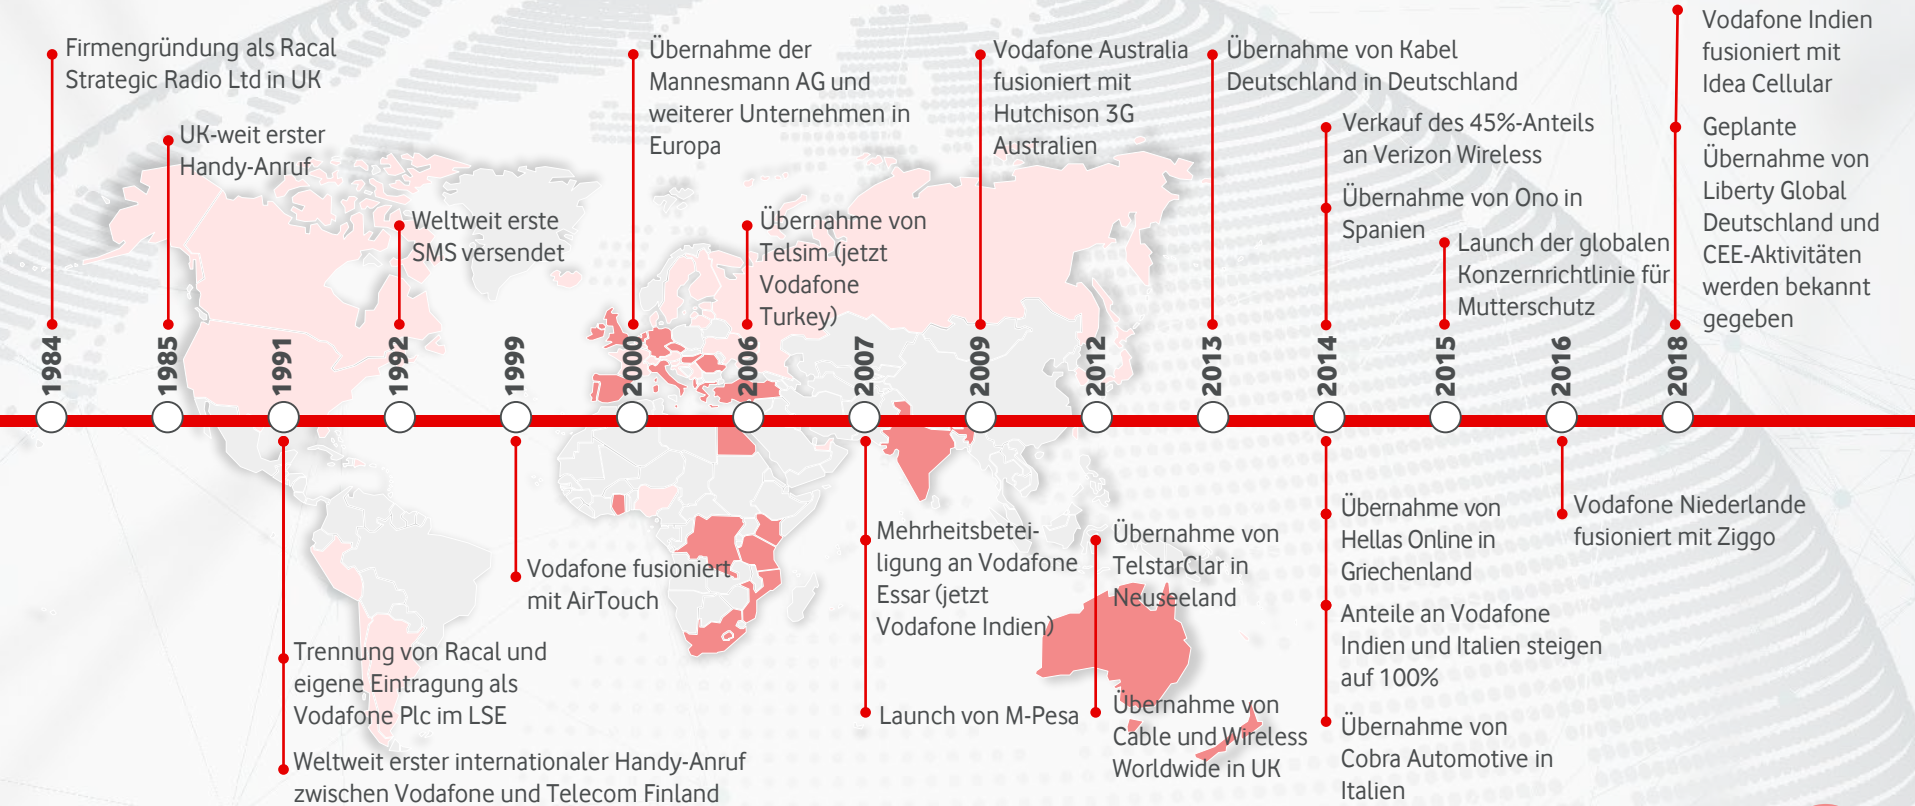 Firmengründung als Racal
Strategic Radio Ltd in UK
UK-weit erster
Handy-Anruf
Weltweit erste
SMS versendet
Übernahme der
Mannesmann AG und
weiterer Unternehmen in
Europa
Übernahme von
Telsim (jetzt
Vodafone
Turkey)
Vodafone Australia
fusioniert mit
Hutchison 3G
Australien
Übernahme von Kabel
Deutschland in Deutschland
Verkauf des 45%-Anteils
an Verizon Wireless
Übernahme von Ono in
Spanien
Launch der globalen
Konzernrichtlinie für
Mutterschutz
Vodafone Indien
fusioniert mit
Idea Cellular
Geplante
Übernahme von
Liberty Global
Deutschland und
CEE-Aktivitäten
werden bekannt
gegeben
1984
1985
1991
1992
1999
2000
2006
2007
2009
2012
2013
2014
2015
2016
2018
Trennung von Racal und
eigene Eintragung als
Vodafone Plc im LSE
Weltweit erster internationaler Handy-Anruf
zwischen Vodafone und Telecom Finland
Vodafone fusioniert
mit AirTouch
Mehrheitsbetei-
ligung an Vodafone
Essar (jetzt
Vodafone Indien)
Launch von M-Pesa
Übernahme von
TelstarClar in
Neuseeland
Übernahme von
Cable und Wireless
Worldwide in UK
Übernahme von
Hellas Online in
Griechenland
Anteile an Vodafone
Indien und Italien steigen
auf 100%
Übernahme von
Cobra Automotive in
Italien
Vodafone Niederlande
fusioniert mit Ziggo